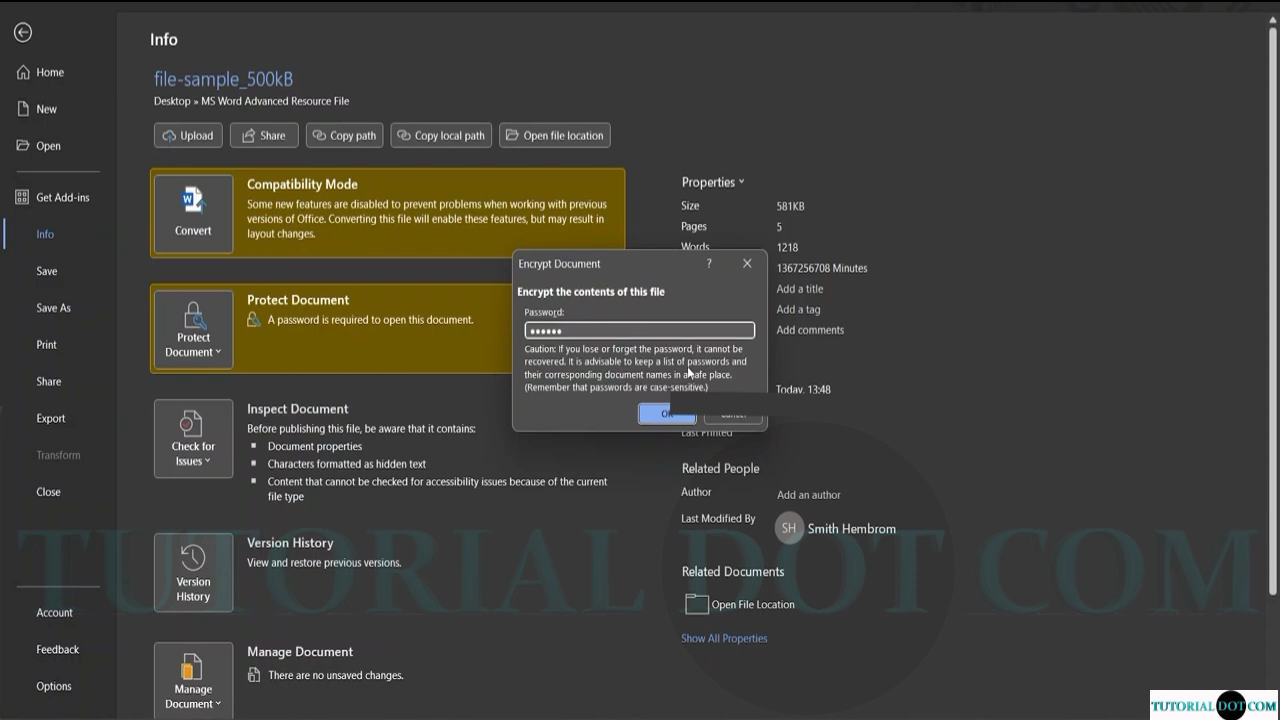 Info
file-sample_500kB
Desktop » MS Word Advanced Resource File
Home
New
Open
Get Add-ins
Info
Save
Save As
Print
Share
Export
Transform
Close
Account
Feedback
Options
Upload
Share
Copy path
Copy local path
Open file location
Convert
Compatibility Mode
Some new features are disabled to prevent problems when working with previous
versions of Office. Converting this file will enable these features, but may result in
layout changes.
Protect
Document
Protect Document
A password is required to open this document.
Check for
Issues
Inspect Document
Before publishing this file, be aware that it contains:
Document properties
Characters formatted as hidden text
Content that cannot be checked for accessibility issues because of the current
file type
Version
History
Version History
View and restore previous versions.
Manage
Document
Manage Document
There are no unsaved changes.
Encrypt Document
?
Encrypt the contents of this file
Password:
••••••
Caution: If you lose or forget the password, it cannot be
recovered. It is advisable to keep a list of passwords and
their corresponding document names in a safe place.
(Remember that passwords are case-sensitive.)
OK
Cancel
Properties
Size 581KB
Pages 5
Words 1218
1367256708 Minutes
Add a title
Add a tag
Add comments
Today, 13:48
Last Printed
Related People
Author Add an author
Last Modified By SH Smith Hembrom
Related Documents
Open File Location
Show All Properties
TUTORIAL DOT COM
TUTORIAL DOT COM